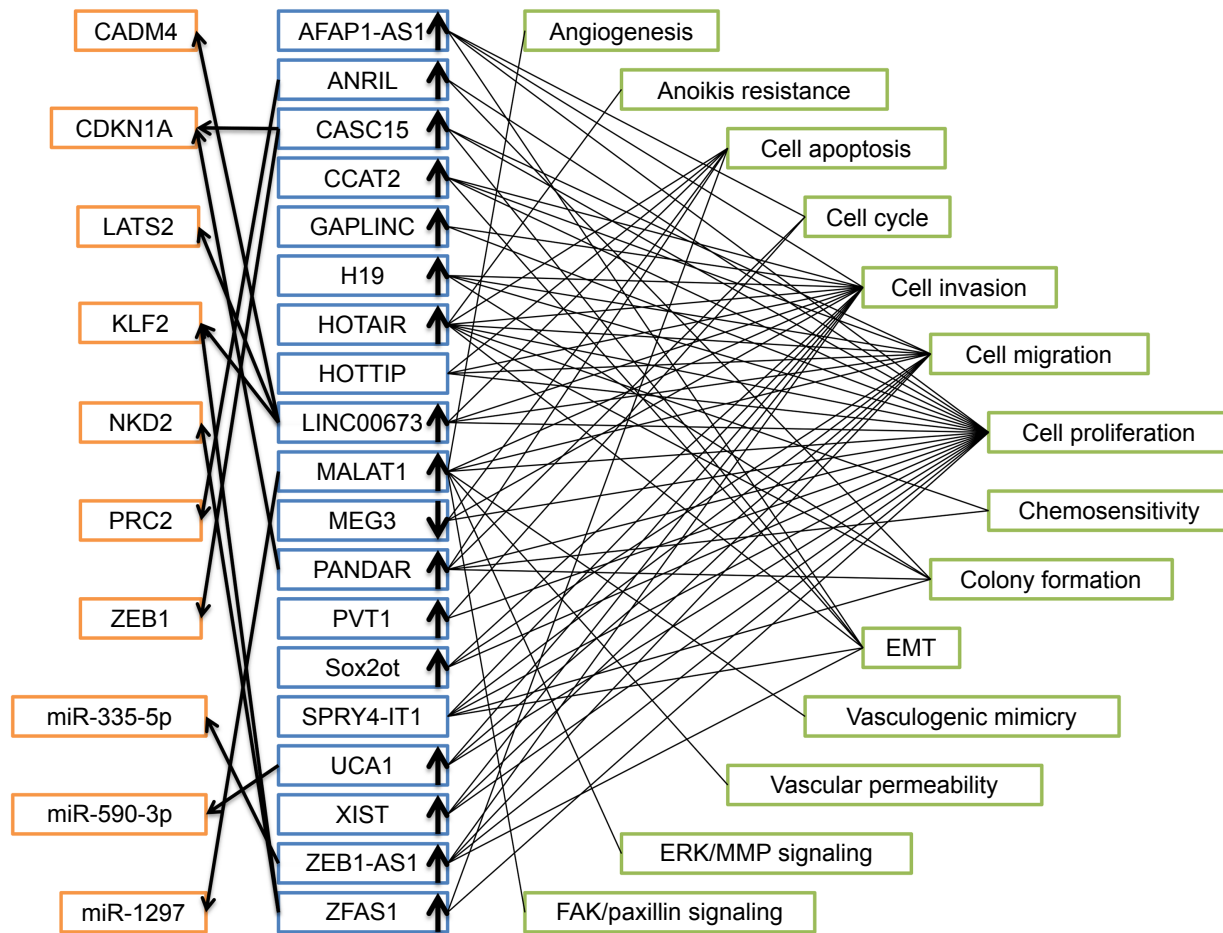 CADM4
CDKN1A
LATS2
KLF2
NKD2
PRC2
ZEB1
miR-335-5p
miR-590-3p
miR-1297
AFAP1-AS1
ANRIL
CASC15
CCAT2
GAPLINC
H19
HOTAIR
HOTTIP
LINC00673
MALAT1
MEG3
PANDAR
PVT1
Sox2ot
SPRY4-IT1
UCA1
XIST
ZEB1-AS1
ZFAS1
Angiogenesis
Anoikis resistance
Cell apoptosis
Cell cycle
Cell invasion
Cell migration
Cell proliferation
Chemosensitivity
Colony formation
EMT
Vasculogenic mimicry
Vascular permeability
ERK/MMP signaling
FAK/paxillin signaling